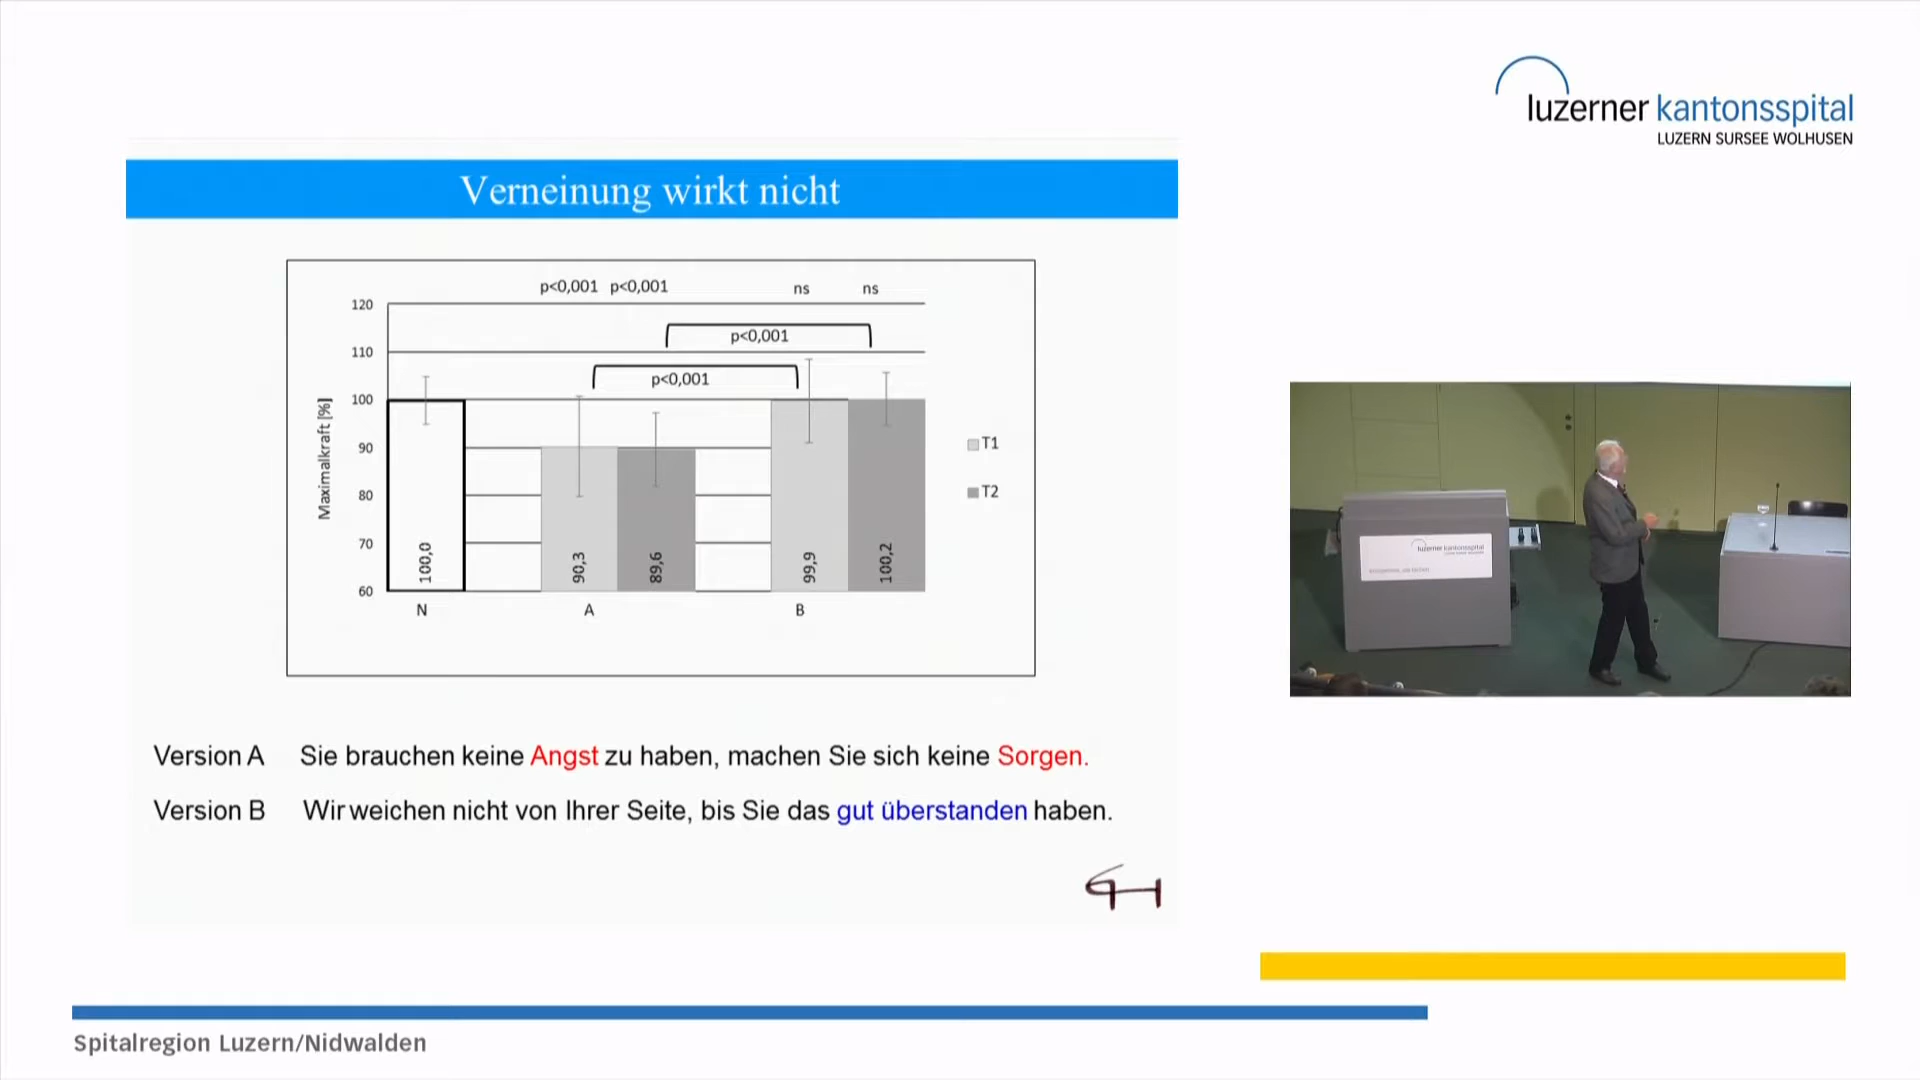 luzerner kantonsspital
LUZERN SURSEE WOLHUSEN
Verneinung wirkt nicht
p<0,001 p<0,001 ns ns
120
p<0,001
110
p<0,001
100
90
80
70
60
Maximalkraft [%]
100,0
90,3
89,6
99,9
100,2
N A B
T1
T2
Version A Sie brauchen keine Angst zu haben, machen Sie sich keine Sorgen.
Version B Wir weichen nicht von Ihrer Seite, bis Sie das gut überstanden haben.
luzerner kantonsspital
Spitalregion Luzern/Nidwalden